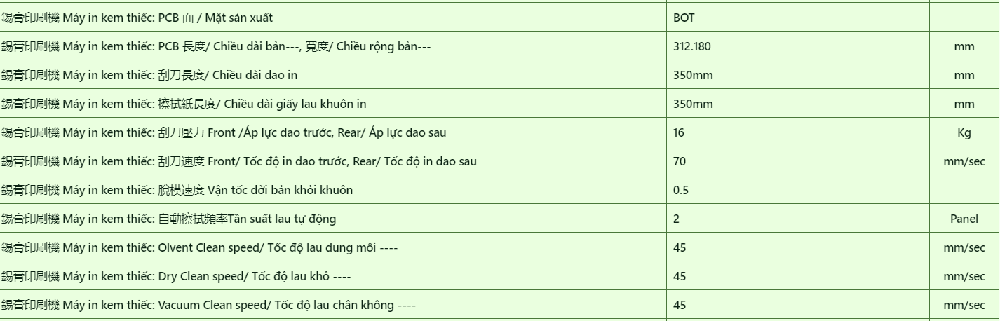 錫膏印刷機 Máy in kem thiếc: PCB 面 / Mặt sản xuất BOT
錫膏印刷機 Máy in kem thiếc: PCB 長度/ Chiều dài bản---, 寬度/ Chiều rộng bản--- 312.180 mm
錫膏印刷機 Máy in kem thiếc: 刮刀長度/ Chiều dài dao in 350mm mm
錫膏印刷機 Máy in kem thiếc: 擦拭紙長度/ Chiều dài giấy lau khuôn in 350mm mm
錫膏印刷機 Máy in kem thiếc: 刮刀壓力 Front /Áp lực dao trước, Rear/ Áp lực dao sau 16 Kg
錫膏印刷機 Máy in kem thiếc: 刮刀速度 Front/ Tốc độ in dao trước, Rear/ Tốc độ in dao sau 70 mm/sec
錫膏印刷機 Máy in kem thiếc: 脫模速度 Vận tốc dời bản khỏi khuôn 0.5
錫膏印刷機 Máy in kem thiếc: 自動擦拭頻率Tần suất lau tự động 2 Panel
錫膏印刷機 Máy in kem thiếc: Olvent Clean speed/ Tốc độ lau dung môi ---- 45 mm/sec
錫膏印刷機 Máy in kem thiếc: Dry Clean speed/ Tốc độ lau khô ---- 45 mm/sec
錫膏印刷機 Máy in kem thiếc: Vacuum Clean speed/ Tốc độ lau chân không ---- 45 mm/sec